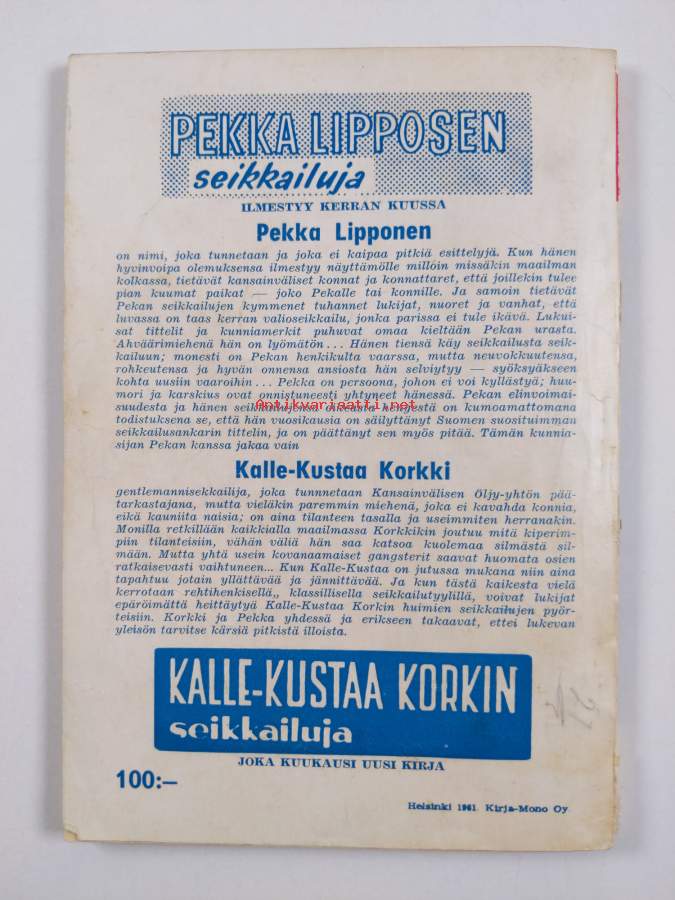 PEKKA LIPPOSEN
seikkailuja
ILMESTYY KERRAN KUUSSA
Pekka Lipponen
on nimi, joka tunnetaan ja joka ei kaipaa pitkiä esittelyjä. Kun hänen
hyvinvoipa olemuksensa ilmestyy näyttämölle milloin missäkin maailman
kolkassa, tietävät kansainväliset konnat ja konnattaret, että joillekin tulee
pian kuumat paikat — joko Pekalle tai konnille. Ja samoin tietävät
Pekan seikkailujen kymmenet tuhannet lukijat, nuoret ja vanhat, että
luvassa on taas kerran valioseikkailu, jonka parissa ei tule ikävä. Lukui-
sat tittelit ja kunniamerkit puhuvat omaa kieltään Pekan urasta.
Ahväärimiehenä hän on lyömätön... Hänen tiensä käy seikkailusta seik-
kailuun; monesti on Pekan henkikulta vaarssa, mutta neuvokkuutensa,
rohkeutensa ja hyvän onnensa ansiosta hän selviytyy — syöksyäkseen
kohta uusiin vaaroihin... Pekka on persoona, johon ei voi kyllästyä; huu-
mori ja karskius ovat onnistuneesti yhtyneet hänessä. Pekan elinvoimai-
suudesta ja hänen seikkailujensa oikeasta hengestä on kumoamattomana
Antikvariaatti.net
todistuksena se, että hän vuosikausia on säilyttänyt Suomen suosituimman
seikkailusankarin tittelin, ja on päättänyt sen myös pitää. Tämän kunnia-
sijan Pekan kanssa jakaa vain
Kalle-Kustaa Korkki
gentlemannisekkailija, joka tunnnetaan Kansainvälisen Öljy-yhtön pää-
tarkastajana, mutta vieläkin paremmin miehenä, joka ei kavahda konnia,
eikä kauniita naisia; on aina tilanteen tasalla ja useimmiten herranakin.
Monilla retkillään kaikkialla maailmassa Korkkikin joutuu mitä kiperim-
piin tilanteisiin, vähän väliä hän saa katsoa kuolemaa silmästä sil-
mään. Mutta yhtä usein kovanaamaiset gangsterit saavat huomata osien
ratkaisevasti vaihtuneen... Kun Kalle-Kustaa on jutussa mukana niin aina
tapahtuu jotain yllättävää ja jännittävää. Ja kun tästä kaikesta vielä
kerrotaan rehtihenkisellä,, klassillisella seikkailutyylillä, voivat lukijat
epäröimättä heittäytyä Kalle-Kustaa Korkin huimien seikkailujen pyör-
teisiin. Korkki ja Pekka yhdessä ja erikseen takaavat, ettei lukevan
yleisön tarvitse kärsiä pitkistä illoista.
KALLE-KUSTAA KORKIN
seikkailuja
JOKA KUUKAUSI UUSI KIRJA
100:—
Helsinki 1961. Kirja-Mono Oy